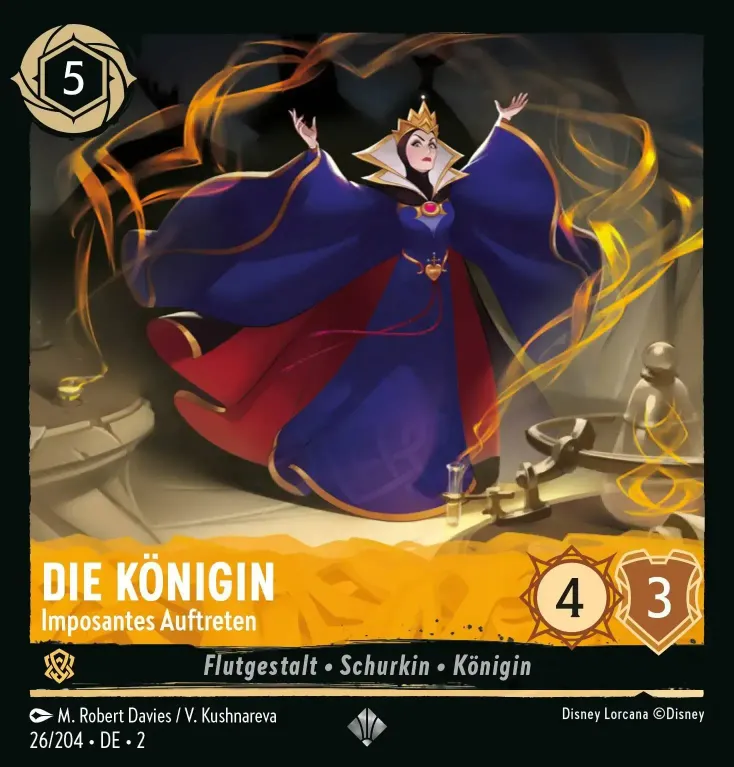 5
DIE KÖNIGIN
Imposantes Auftreten
4
3
Flutgestalt • Schurkin • Königin
M. Robert Davies / V. Kushnareva
Disney Lorcana ©Disney
26/204 • DE • 2